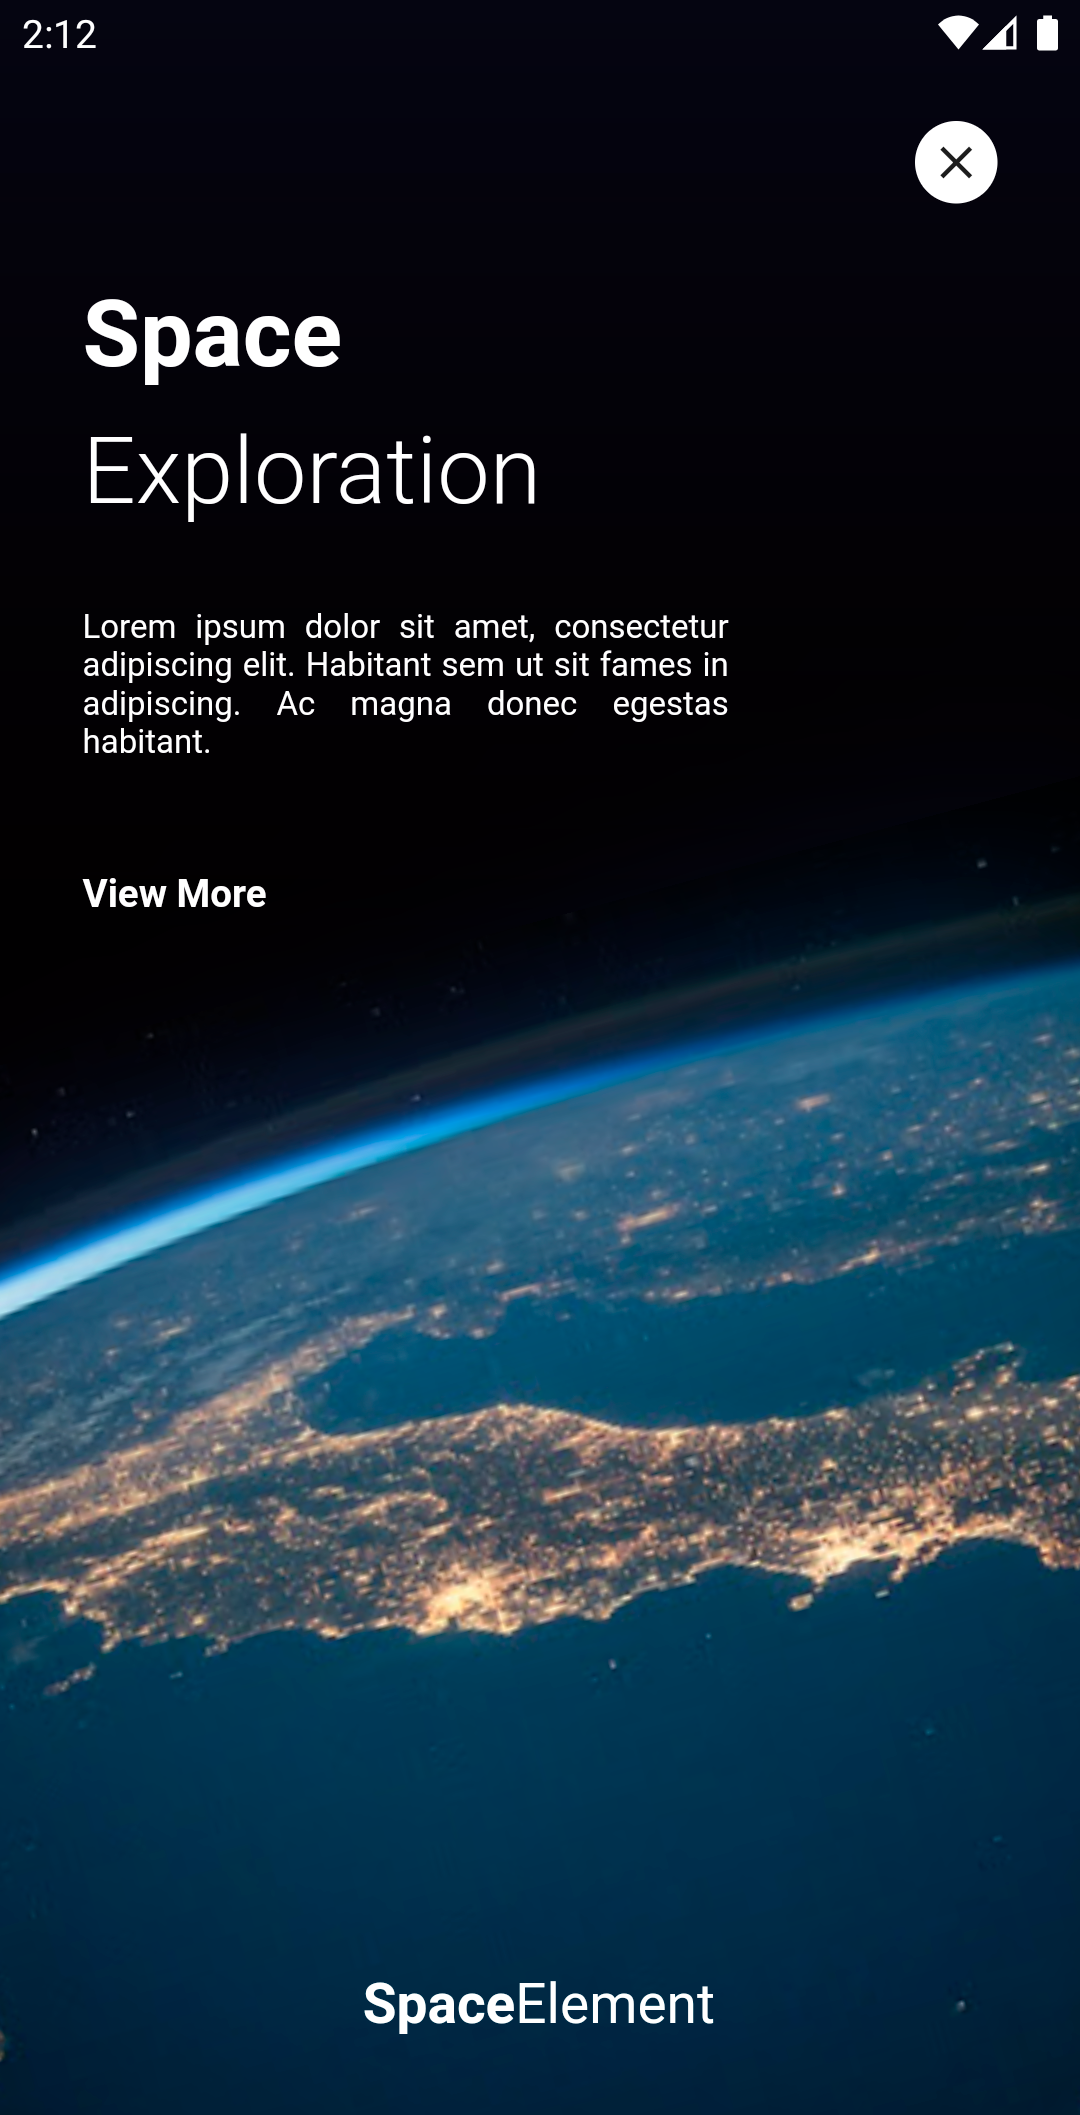 2:12
Space
Exploration
Lorem ipsum dolor sit amet, consectetur
adipiscing elit. Habitant sem ut sit fames in
adipiscing. Ac magna donec egestas
habitant.
View More
SpaceElement